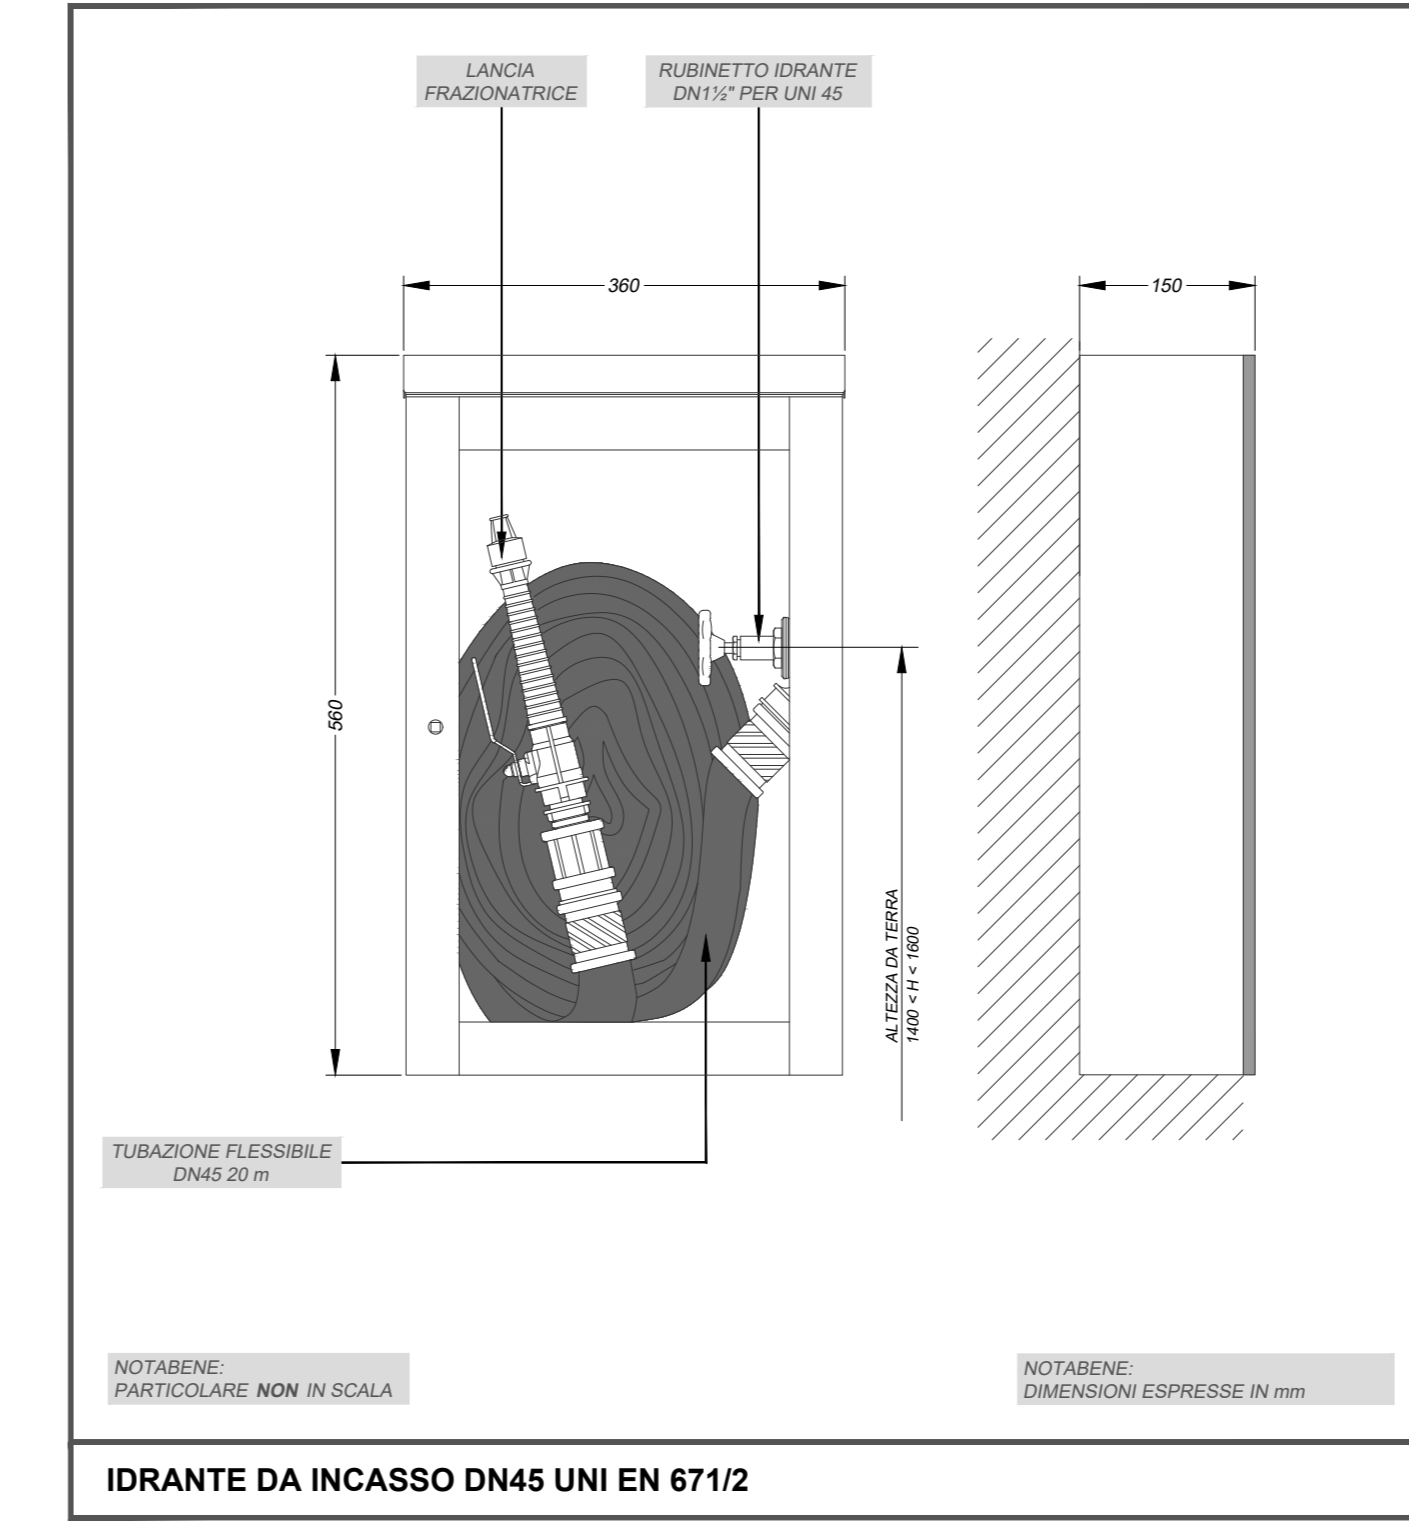 LANCIA
FRAZIONATRICE
RUBINETTO IDRANTE
DN1½" PER UNI 45
360
150
560
ALTEZZA DA TERRA
1400 < H < 1600
TUBAZIONE FLESSIBILE
DN45 20 m
NOTABENE:
PARTICOLARE NON IN SCALA
NOTABENE:
DIMENSIONI ESPRESSE IN mm
IDRANTE DA INCASSO DN45 UNI EN 671/2